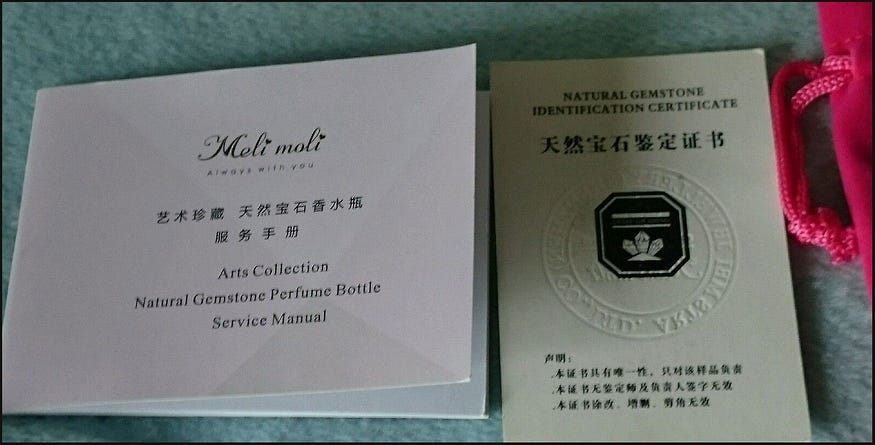 Meli moli
Always with you
艺术珍藏 天然宝石香水瓶
服务手册
Arts Collection
Natural Gemstone Perfume Bottle
Service Manual
NATURAL GEMSTONE
IDENTIFICATION CERTIFICATE
天然宝石鉴定证书
声明：
.本证书具有唯一性，只对该样品负责
.本证书无鉴定师及负责人签字无效
.本证书涂改、增删、剪角无效